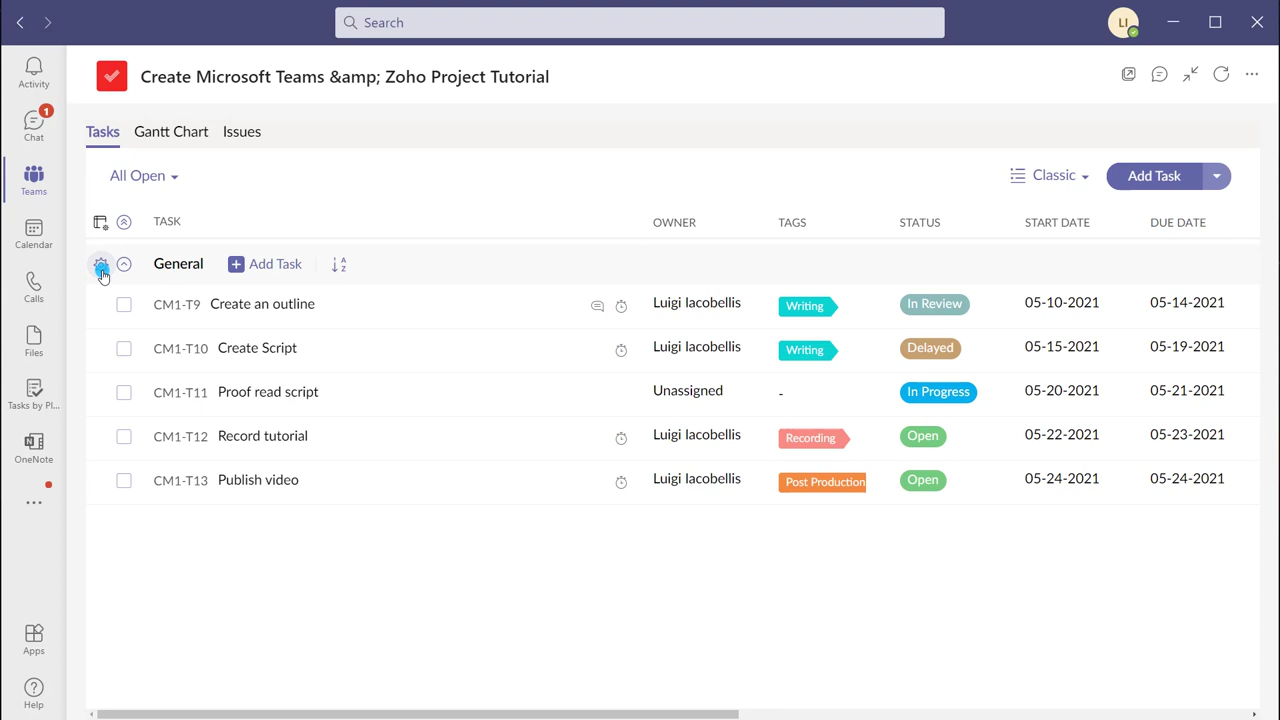 Search
LI
Activity
1
Chat
Teams
Calendar
Calls
Files
Tasks by Pl...
OneNote
Apps
Help
Create Microsoft Teams &amp; Zoho Project Tutorial
Tasks Gantt Chart Issues
All Open Classic Add Task
TASK OWNER TAGS STATUS START DATE DUE DATE
General Add Task AZ
CM1-T9 Create an outline Luigi Iacobellis Writing In Review 05-10-2021 05-14-2021
CM1-T10 Create Script Luigi Iacobellis Writing Delayed 05-15-2021 05-19-2021
CM1-T11 Proof read script Unassigned - In Progress 05-20-2021 05-21-2021
CM1-T12 Record tutorial Luigi Iacobellis Recording Open 05-22-2021 05-23-2021
CM1-T13 Publish video Luigi Iacobellis Post Production Open 05-24-2021 05-24-2021